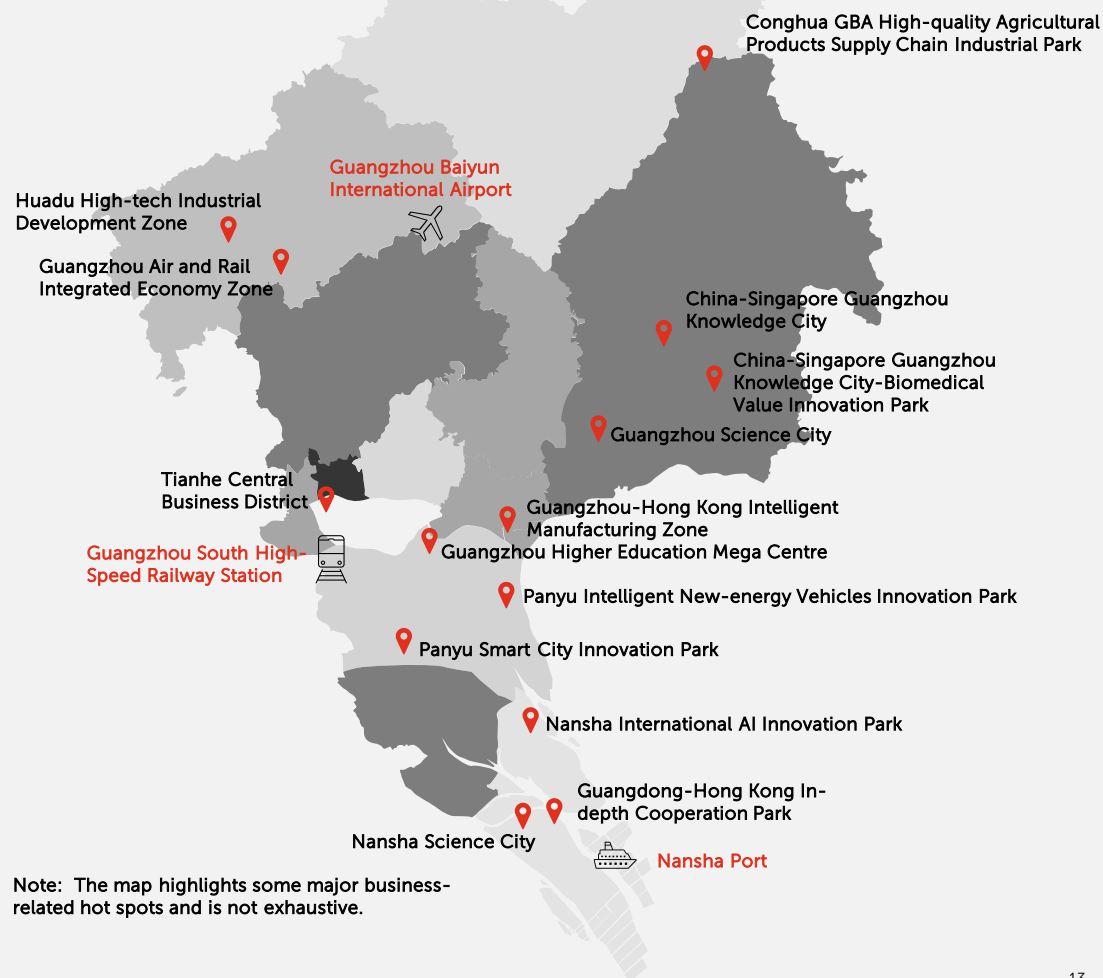 Conghua GBA High-quality Agricultural
Products Supply Chain Industrial Park
Guangzhou Baiyun
International Airport
Huadu High-tech Industrial
Development Zone
Guangzhou Air and Rail
Integrated Economy Zone
China-Singapore Guangzhou
Knowledge City
China-Singapore Guangzhou
Knowledge City-Biomedical
Value Innovation Park
Guangzhou Science City
Tianhe Central
Business District
Guangzhou-Hong Kong Intelligent
Manufacturing Zone
Guangzhou South High-
Speed Railway Station
Guangzhou Higher Education Mega Centre
Panyu Intelligent New-energy Vehicles Innovation Park
Panyu Smart City Innovation Park
Nansha International AI Innovation Park
Guangdong-Hong Kong In-
depth Cooperation Park
Nansha Science City
Nansha Port
Note: The map highlights some major business-
related hot spots and is not exhaustive.